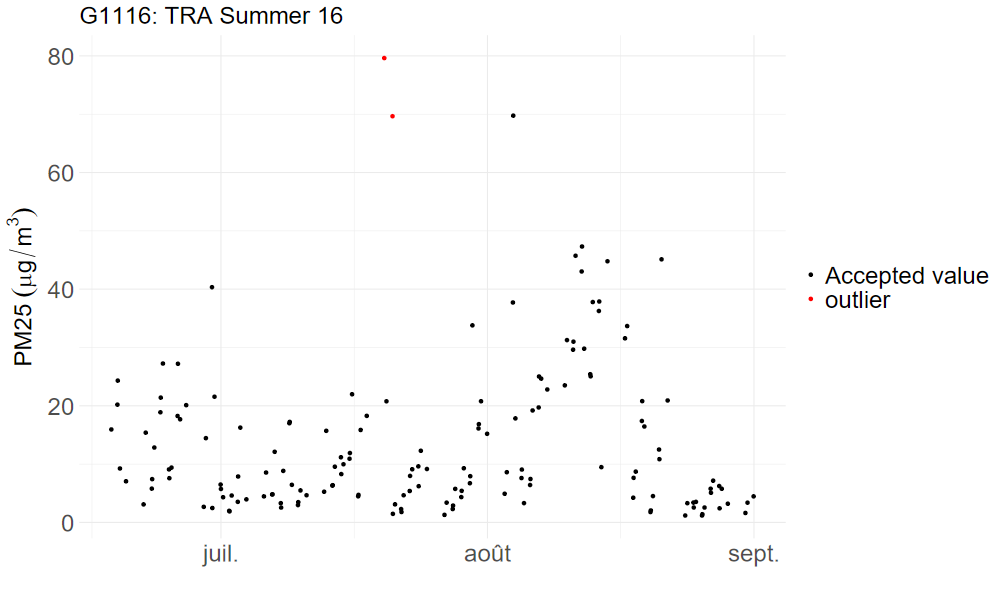 G1116: TRA Summer 16
80
60
40
20
0
PM25 (μg/m³)
juil.
août
sept.
Accepted value
outlier